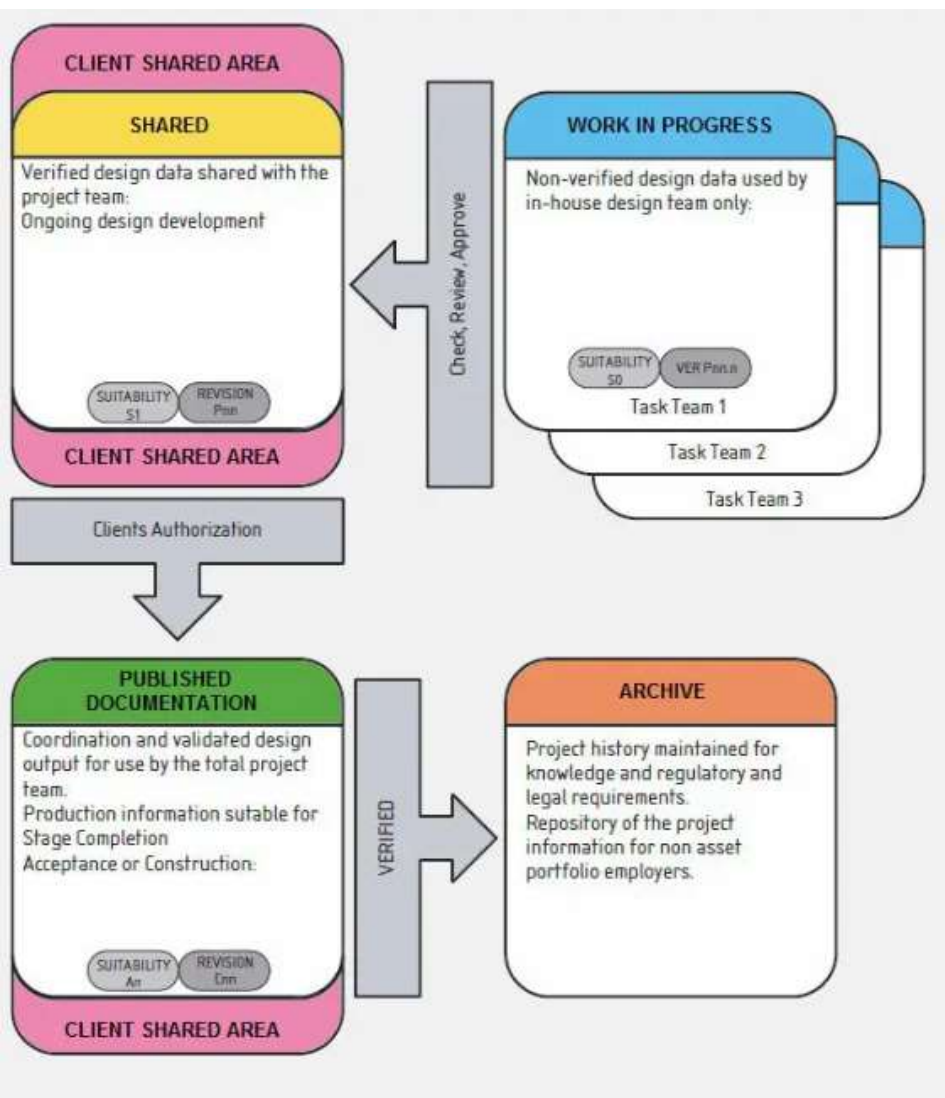 CLIENT SHARED AREA
SHARED
Verified design data shared with the
project team:
Ongoing design development
SUITABILITY
S1
REVISION
Pnn
CLIENT SHARED AREA
Check, Review, Approve
WORK IN PROGRESS
Non-verified design data used by
in-house design team only:
SUITABILITY
S0
VER Pnn.n
Task Team 1
Task Team 2
Task Team 3
Clients Authorization
PUBLISHED
DOCUMENTATION
Coordination and validated design
output for use by the total project
team.
Production information sutable for
Stage Completion
Acceptance or Construction:
SUITABILITY
An
REVISION
Cnn
CLIENT SHARED AREA
VERIFIED
ARCHIVE
Project history maintained for
knowledge and regulatory and
legal requirements.
Repository of the project
information for non asset
portfolio employers.